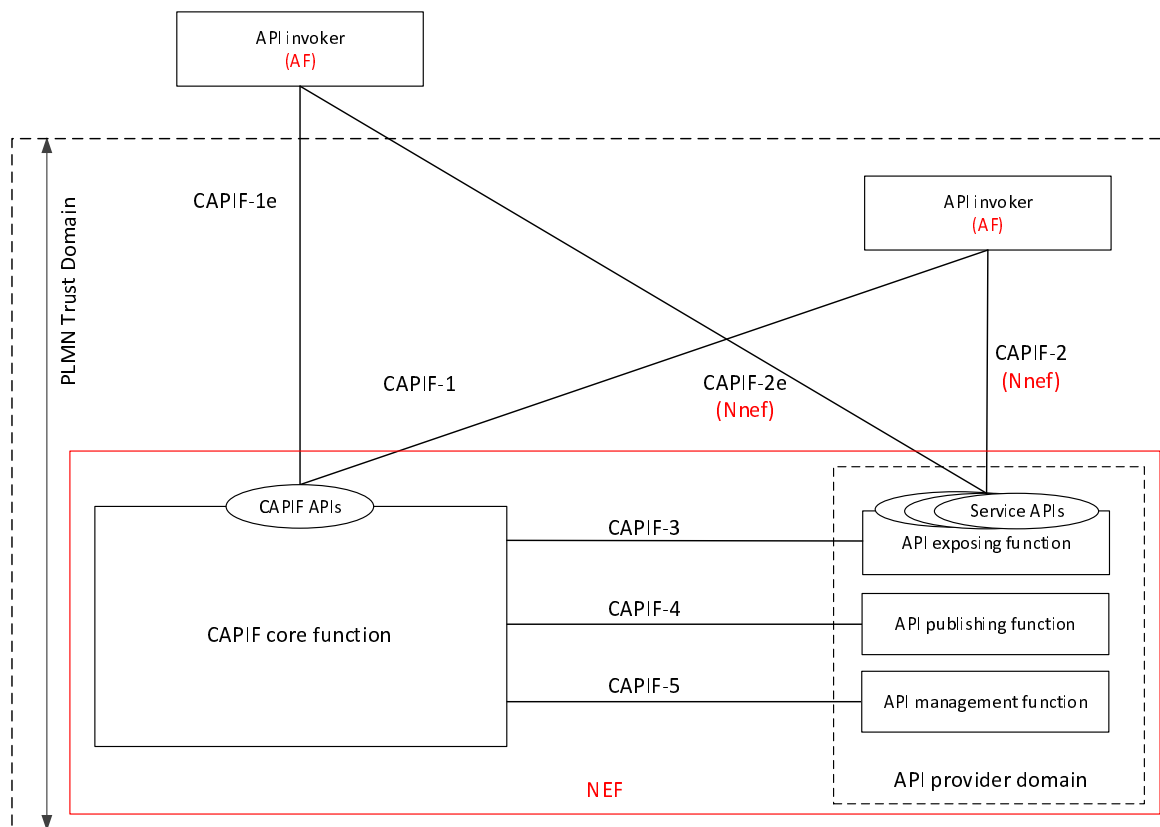 API invoker
(AF)
CAPIF-1e
PLMN Trust Domain
API invoker
(AF)
CAPIF-1
CAPIF-2e
(Nnef)
CAPIF-2
(Nnef)
CAPIF APIs
CAPIF core function
CAPIF-3
CAPIF-4
CAPIF-5
Service APIs
API exposing function
API publishing function
API management function
API provider domain
NEF